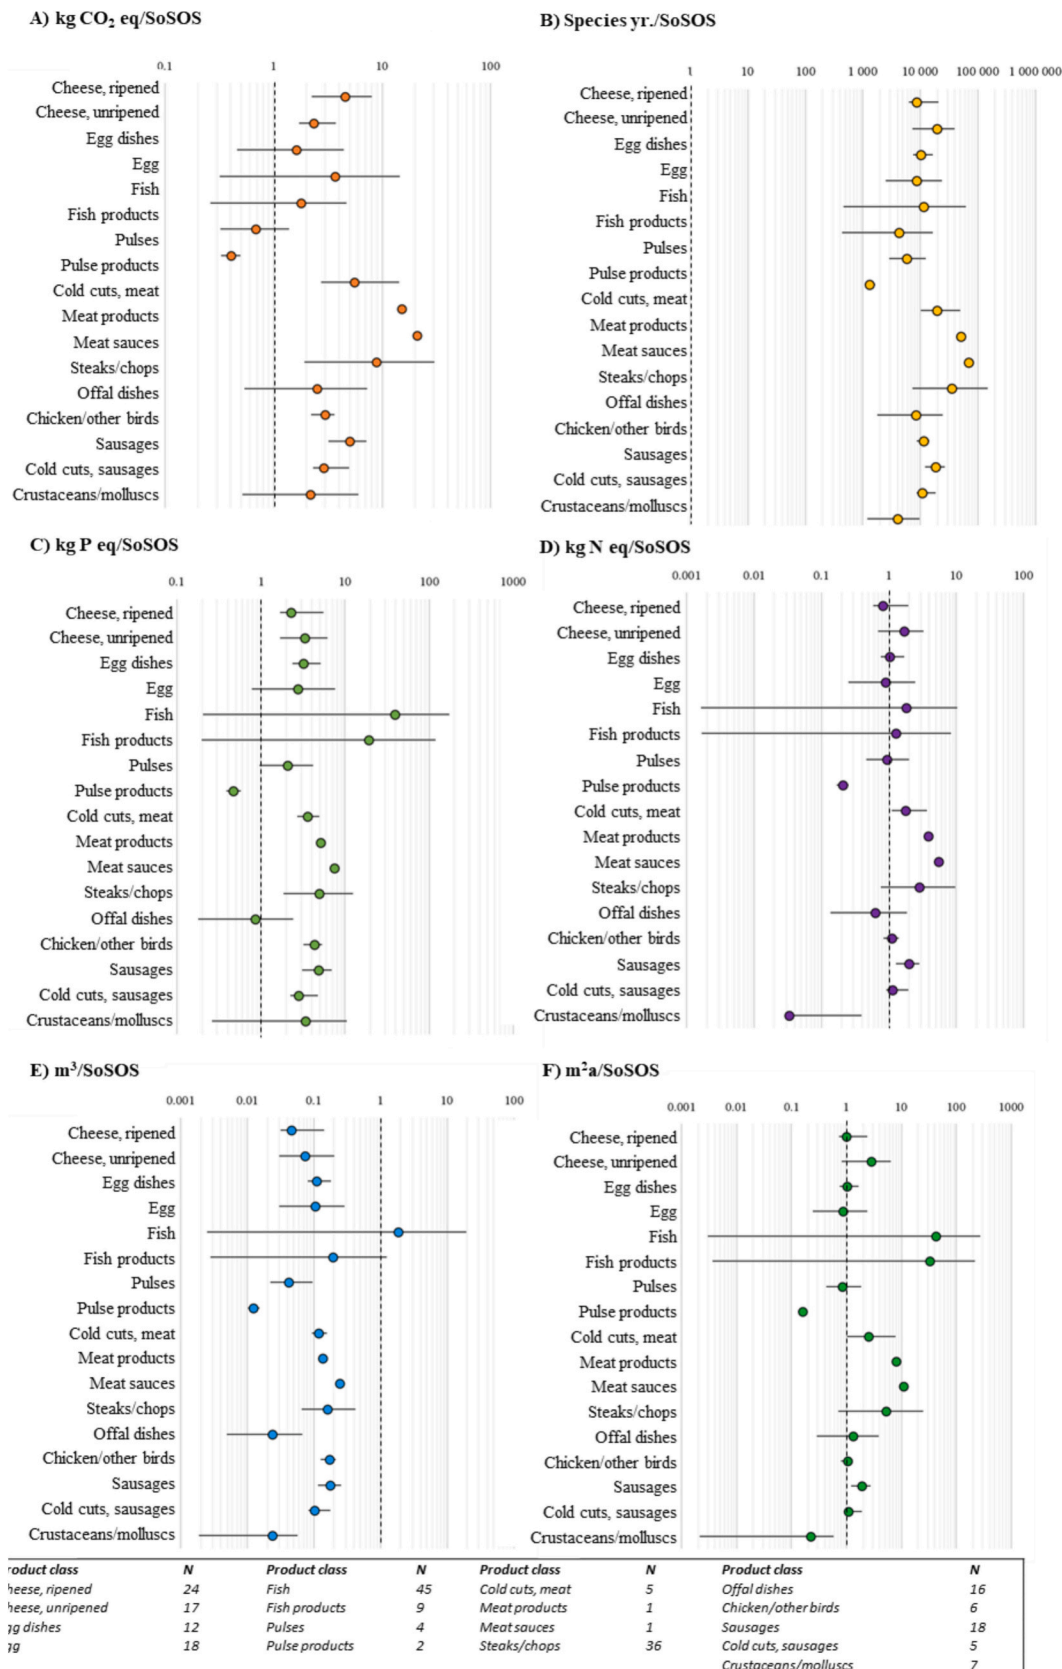 A) kg CO2 eq/SoSOS
0.1 1 10 100
Cheese, ripened
Cheese, unripened
Egg dishes
Egg
Fish
Fish products
Pulses
Pulse products
Cold cuts, meat
Meat products
Meat sauces
Steaks/chops
Offal dishes
Chicken/other birds
Sausages
Cold cuts, sausages
Crustaceans/molluscs
B) Species yr./SoSOS
1 10 100 1 000 10 000 100 000 1 000 000
Cheese, ripened
Cheese, unripened
Egg dishes
Egg
Fish
Fish products
Pulses
Pulse products
Cold cuts, meat
Meat products
Meat sauces
Steaks/chops
Offal dishes
Chicken/other birds
Sausages
Cold cuts, sausages
Crustaceans/molluscs
C) kg P eq/SoSOS
0.1 1 10 100 1000
Cheese, ripened
Cheese, unripened
Egg dishes
Egg
Fish
Fish products
Pulses
Pulse products
Cold cuts, meat
Meat products
Meat sauces
Steaks/chops
Offal dishes
Chicken/other birds
Sausages
Cold cuts, sausages
Crustaceans/molluscs
D) kg N eq/SoSOS
0.001 0.01 0.1 1 10 100
Cheese, ripened
Cheese, unripened
Egg dishes
Egg
Fish
Fish products
Pulses
Pulse products
Cold cuts, meat
Meat products
Meat sauces
Steaks/chops
Offal dishes
Chicken/other birds
Sausages
Cold cuts, sausages
Crustaceans/molluscs
E) m³/SoSOS
0.001 0.01 0.1 1 10 100
Cheese, ripened
Cheese, unripened
Egg dishes
Egg
Fish
Fish products
Pulses
Pulse products
Cold cuts, meat
Meat products
Meat sauces
Steaks/chops
Offal dishes
Chicken/other birds
Sausages
Cold cuts, sausages
Crustaceans/molluscs
F) m²a/SoSOS
0.001 0.01 0.1 1 10 100 1000
Cheese, ripened
Cheese, unripened
Egg dishes
Egg
Fish
Fish products
Pulses
Pulse products
Cold cuts, meat
Meat products
Meat sauces
Steaks/chops
Offal dishes
Chicken/other birds
Sausages
Cold cuts, sausages
Crustaceans/molluscs
roduct class N Product class N Product class N Product class N
heese, ripened 24 Fish 45 Cold cuts, meat 5 Offal dishes 16
heese, unripened 17 Fish products 9 Meat products 1 Chicken/other birds 6
gg dishes 12 Pulses 4 Meat sauces 1 Sausages 18
gg 18 Pulse products 2 Steaks/chops 36 Cold cuts, sausages 5
Crustaceans/molluscs 7